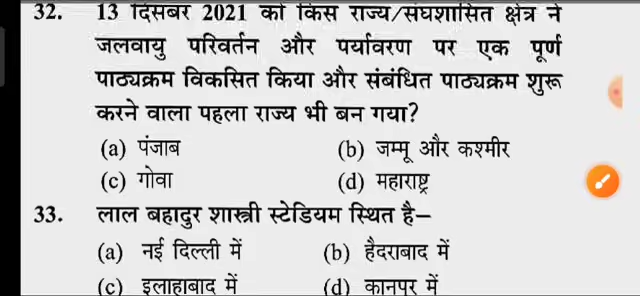 32. 13 दिसंबर 2021 को किस राज्य/संघशासित क्षेत्र ने
जलवायु परिवर्तन और पर्यावरण पर एक पूर्ण
पाठ्यक्रम विकसित किया और संबंधित पाठ्यक्रम शुरू
करने वाला पहला राज्य भी बन गया?
(a) पंजाब (b) जम्मू और कश्मीर
(c) गोवा (d) महाराष्ट्र
33. लाल बहादुर शास्त्री स्टेडियम स्थित है–
(a) नई दिल्ली में (b) हैदराबाद में
(c) इलाहाबाद में (d) कानपुर में